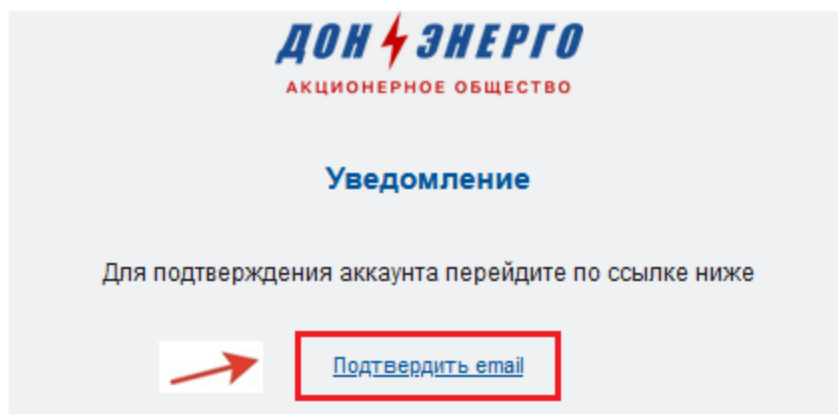 ДОН ЭНЕРГО
АКЦИОНЕРНОЕ ОБЩЕСТВО
Уведомление
Для подтверждения аккаунта перейдите по ссылке ниже
Подтвердить email